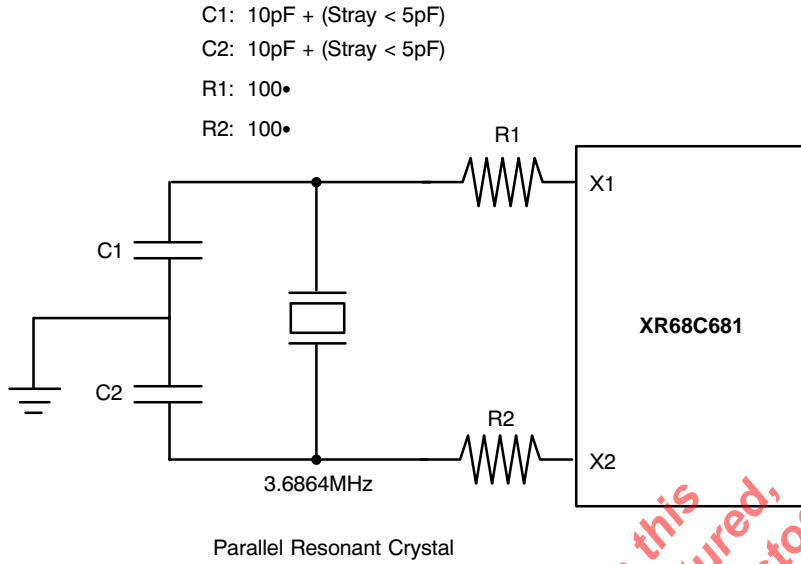 C1: 10pF + (Stray < 5pF)
C2: 10pF + (Stray < 5pF)
R1: 100•
R2: 100•
R1
X1
C1
XR68C681
C2
R2
X2
3.6864MHz
Parallel Resonant Crystal
this
tured,